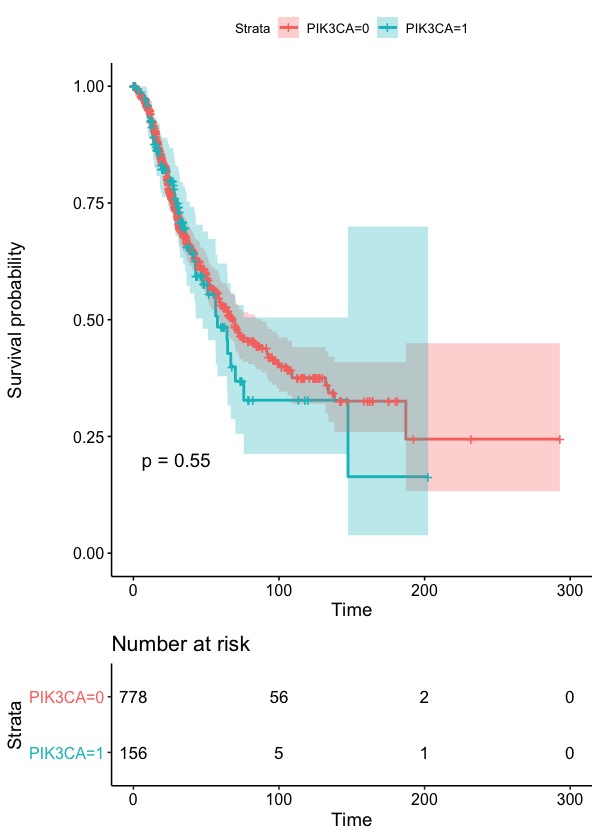 Strata PIK3CA=0 PIK3CA=1
1.00
0.75
0.50
0.25
0.00
Survival probability
p = 0.55
0 100 200 300
Time
Number at risk
Strata
PIK3CA=0 778 56 2 0
PIK3CA=1 156 5 1 0
0 100 200 300
Time